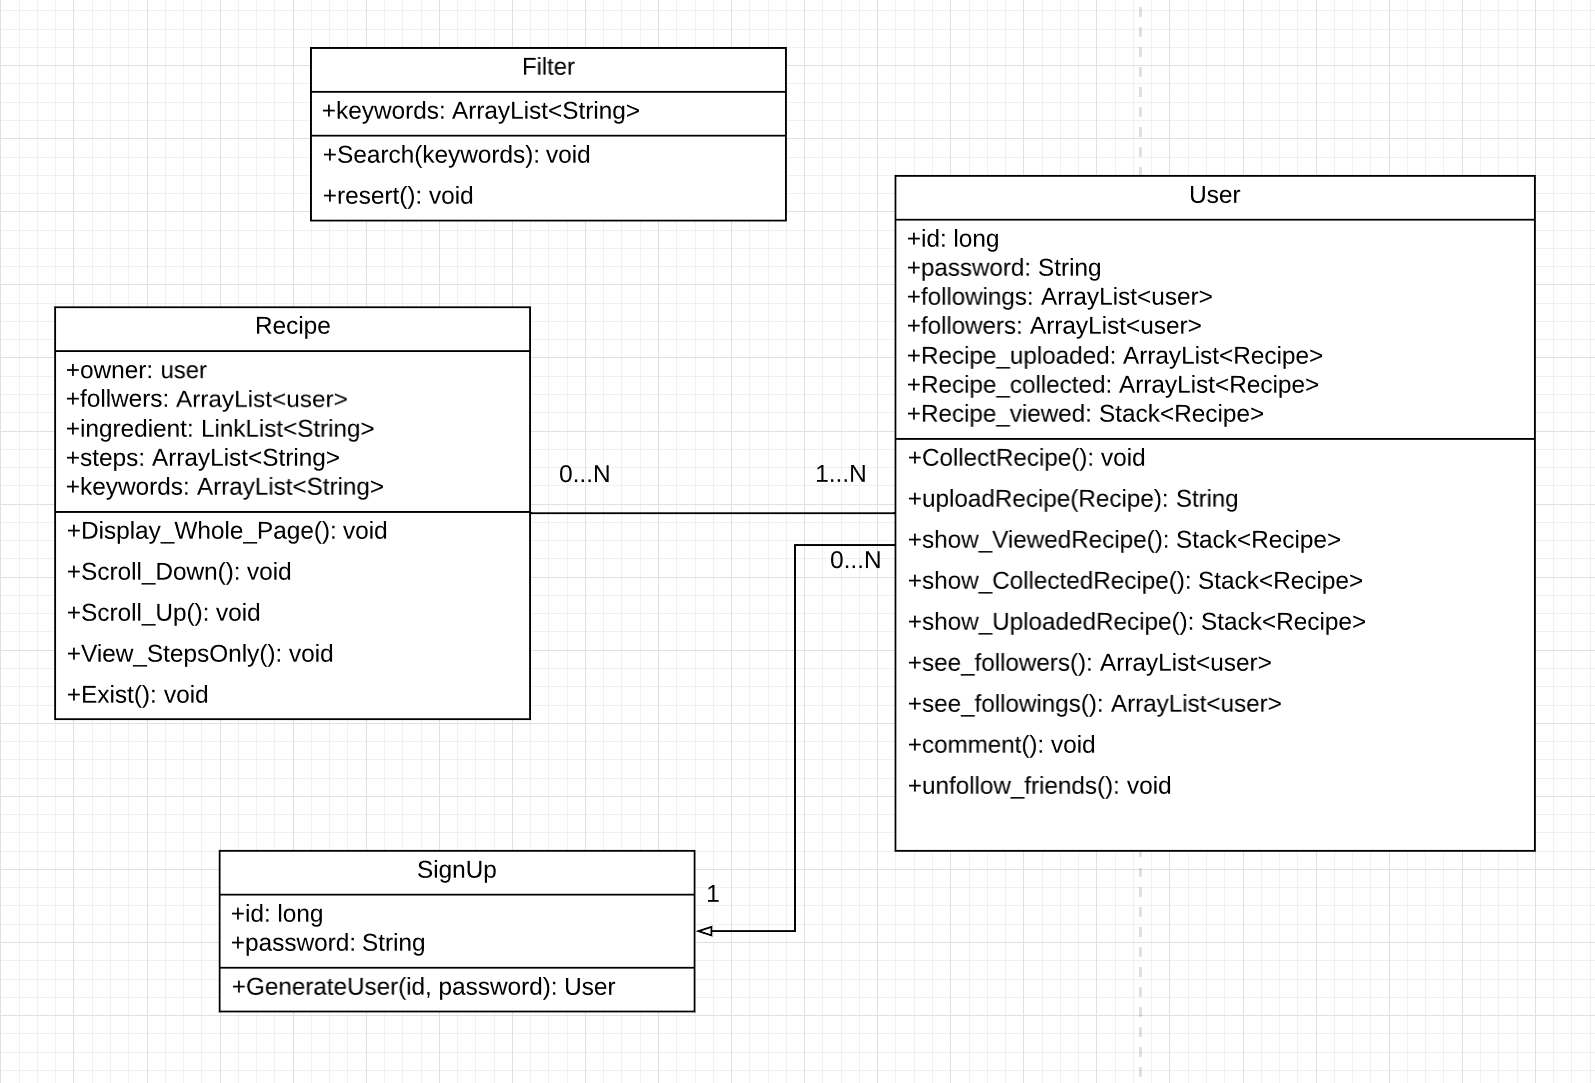 Filter
+keywords: ArrayList<String>
+Search(keywords): void
+resert(): void
User
+id: long
+password: String
+followings: ArrayList<user>
+followers: ArrayList<user>
+Recipe_uploaded: ArrayList<Recipe>
+Recipe_collected: ArrayList<Recipe>
+Recipe_viewed: Stack<Recipe>
+CollectRecipe(): void
+uploadRecipe(Recipe): String
+show_ViewedRecipe(): Stack<Recipe>
+show_CollectedRecipe(): Stack<Recipe>
+show_UploadedRecipe(): Stack<Recipe>
+see_followers(): ArrayList<user>
+see_followings(): ArrayList<user>
+comment(): void
+unfollow_friends(): void
Recipe
+owner: user
+follwers: ArrayList<user>
+ingredient: LinkList<String>
+steps: ArrayList<String>
+keywords: ArrayList<String>
+Display_Whole_Page(): void
+Scroll_Down(): void
+Scroll_Up(): void
+View_StepsOnly(): void
+Exist(): void
0...N
1...N
0...N
1
SignUp
+id: long
+password: String
+GenerateUser(id, password): User